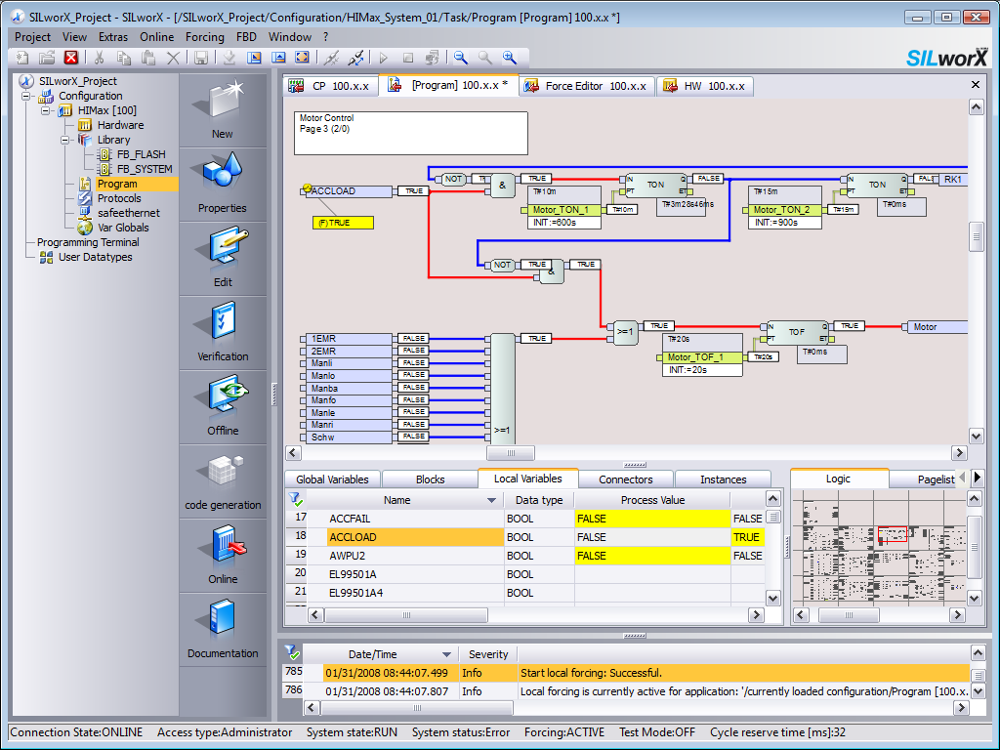 SILworX_Project - SILworX - [/SILworX_Project/Configuration/HIMax_System_01/Task/Program [Program] 100.x.x *]
Project View Extras Online Forcing FBD Window ?
SILworX
SILworX_Project
Configuration
HIMax [100]
Hardware
Library
FB_FLASH
FB_SYSTEM
Program
Protocols
safeethernet
Var Globals
Programming Terminal
User Datatypes
New
Properties
Edit
Verification
Offline
code generation
Online
Documentation
CP 100.x.x
[Program] 100.x.x *
Force Editor 100.x.x
HW 100.x.x
Motor Control
Page 3 (2/0)
NOT
&
TRUE
IN TON Q
PT ET
FALSE
IN TON Q
PT ET
RK1
ACCLOAD
TRUE
(F)TRUE
T#10m
Motor_TON_1
INIT:=600s
T#10m
T#3m28s46ms
T#15m
Motor_TON_2
INIT:=900s
T#15m
T#0ms
NOT
TRUE
&
TRUE
>=1
TRUE
IN TOF Q
PT ET
TRUE
Motor
T#20s
Motor_TOF_1
INIT:=20s
T#20s
T#0ms
1EMR FALSE
TRUE
2EMR FALSE
Manli FALSE
Manlo FALSE
Manba FALSE
Manfo FALSE
Manle FALSE
Manri FALSE
Schw FALSE
>=1
Global Variables
Blocks
Local Variables
Connectors
Instances
Logic
Pagelist
Name Data type Process Value
17 ACCFAIL BOOL FALSE FALSE
18 ACCLOAD BOOL FALSE TRUE
19 AWPU2 BOOL FALSE FALSE
20 EL99501A BOOL
21 EL99501A4 BOOL
Date/Time Severity
785 01/31/2008 08:44:07.499 Info Start local forcing: Successful.
786 01/31/2008 08:44:07.807 Info Local forcing is currently active for application: '/currently loaded configuration/Program [100.x.
Connection State:ONLINE Access type:Administrator System state:RUN System status:Error Forcing:ACTIVE Test Mode:OFF Cycle reserve time [ms]:32